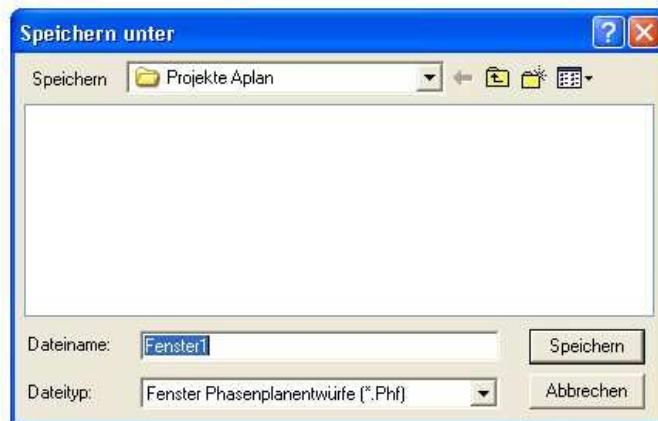 Speichern unter
Speichern Projekte Aplan
Dateiname: Fenster1 Speichern
Dateityp: Fenster Phasenplanentwürfe (*.Phf) Abbrechen